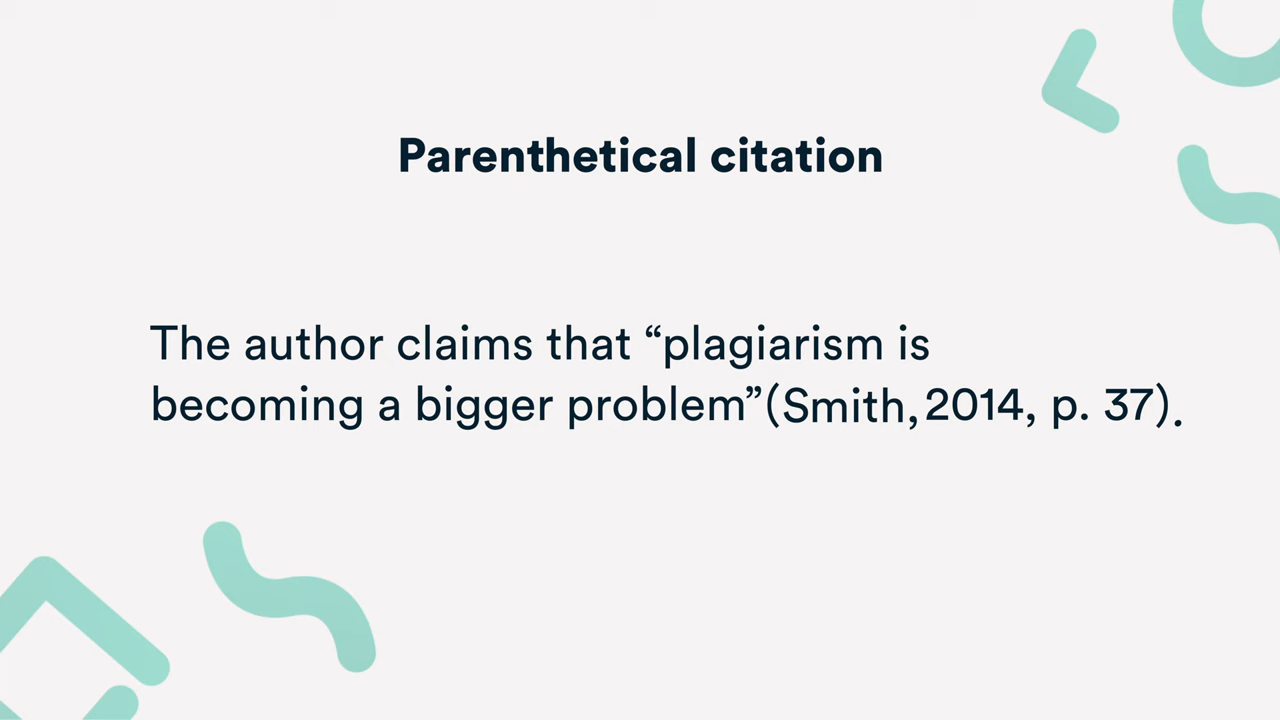 Parenthetical citation
The author claims that “plagiarism is
becoming a bigger problem”(Smith, 2014, p. 37).